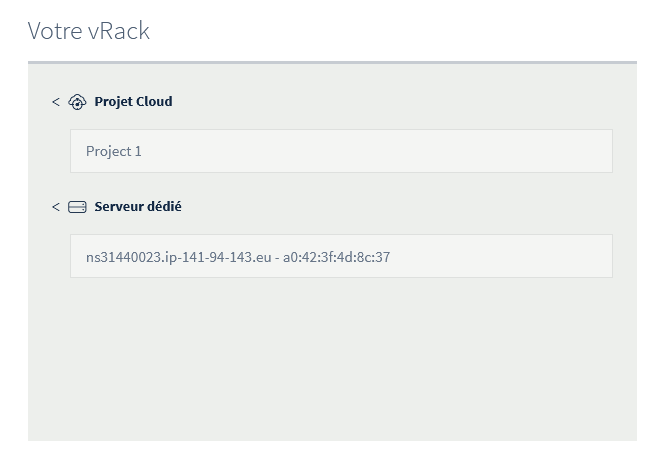 Votre vRack
< Projet Cloud
Project 1
< Serveur dédié
ns31440023.ip-141-94-143.eu - a0:42:3f:4d:8c:37